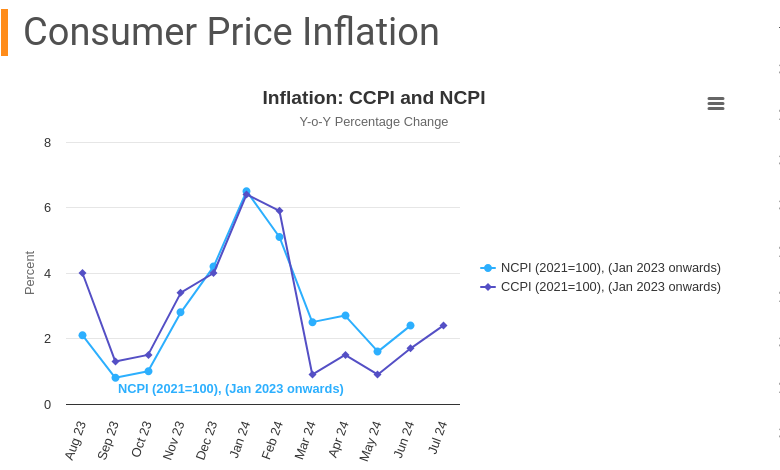 Consumer Price Inflation
Inflation: CCPI and NCPI
Y-o-Y Percentage Change
8
6
4
2
0
Percent
NCPI (2021=100), (Jan 2023 onwards)
CCPI (2021=100), (Jan 2023 onwards)
NCPI (2021=100), (Jan 2023 onwards)
Aug 23
Sep 23
Oct 23
Nov 23
Dec 23
Jan 24
Feb 24
Mar 24
Apr 24
May 24
Jun 24
Jul 24